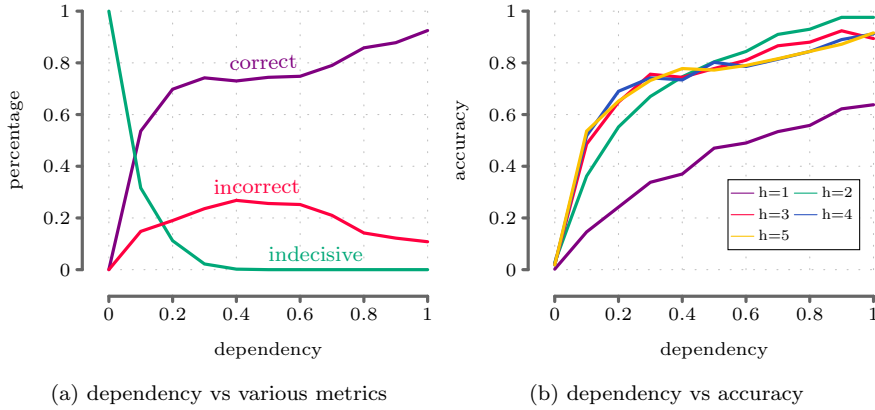 1
0.8
0.6
0.4
0.2
0
percentage
correct
incorrect
indecisive
0 0.2 0.4 0.6 0.8 1
dependency
(a) dependency vs various metrics
1
0.8
0.6
0.4
0.2
0
accuracy
h=1 h=2
h=3 h=4
h=5
0 0.2 0.4 0.6 0.8 1
dependency
(b) dependency vs accuracy